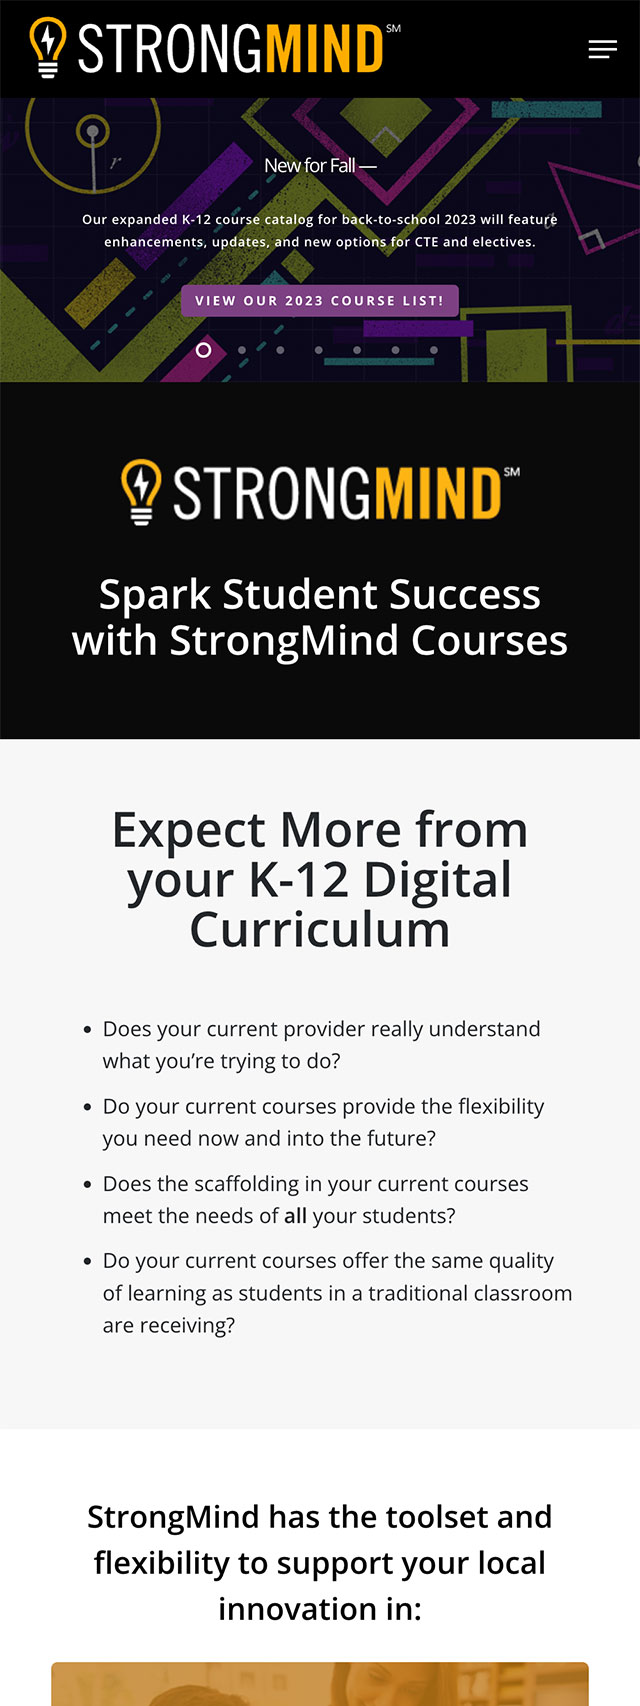 STRONGMIND SM
r
New for Fall —
Our expanded K-12 course catalog for back-to-school 2023 will feature
enhancements, updates, and new options for CTE and electives.
VIEW OUR 2023 COURSE LIST!
STRONGMIND SM
Spark Student Success
with StrongMind Courses
Expect More from
your K-12 Digital
Curriculum
• Does your current provider really understand
what you’re trying to do?
• Do your current courses provide the flexibility
you need now and into the future?
• Does the scaffolding in your current courses
meet the needs of all your students?
• Do your current courses offer the same quality
of learning as students in a traditional classroom
are receiving?
StrongMind has the toolset and
flexibility to support your local
innovation in: